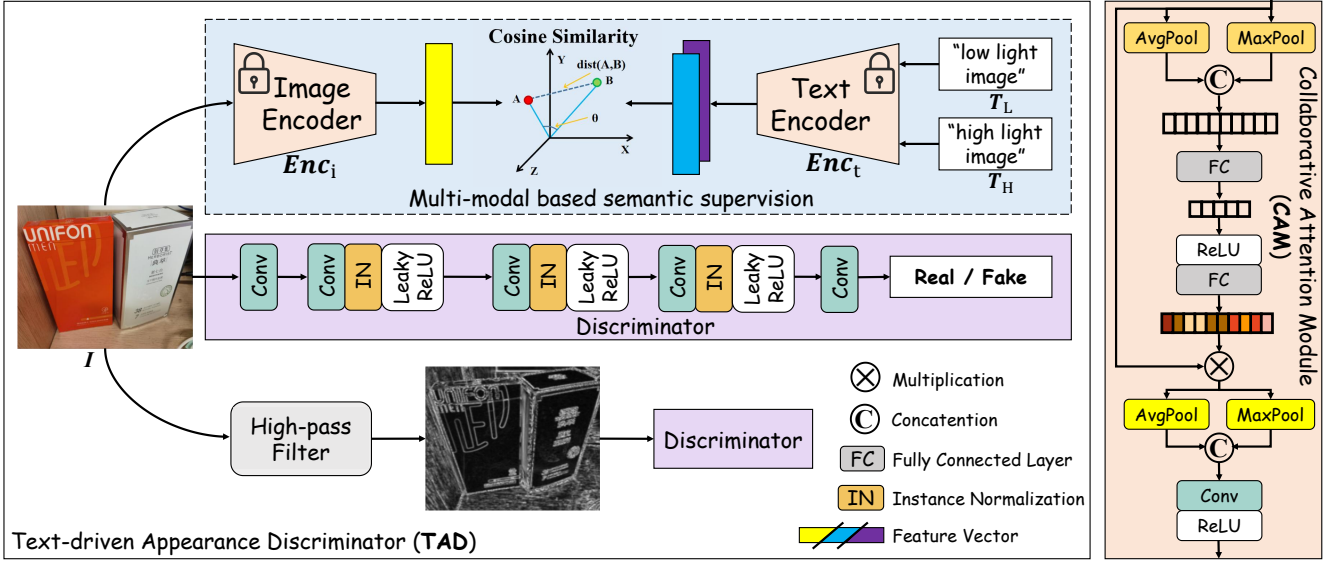 Image
Encoder
Enc_i
Cosine Similarity
Y
dist(A,B)
B
A
θ
X
Z
Text
Encoder
Enc_t
"low light
image"
T_L
"high light
image"
T_H
Multi-modal based semantic supervision
UNIFON
MEN
I
Conv
Conv
IN
Leaky
ReLU
Conv
IN
Leaky
ReLU
Conv
IN
Leaky
ReLU
Conv
Real / Fake
Discriminator
High-pass
Filter
UNIFON
Discriminator
Multiplication
C
Concatention
FC
Fully Connected Layer
IN
Instance Normalization
Feature Vector
Text-driven Appearance Discriminator (TAD)
AvgPool
MaxPool
C
FC
ReLU
FC
AvgPool
MaxPool
C
Conv
ReLU
Collaborative Attention Module
(CAM)